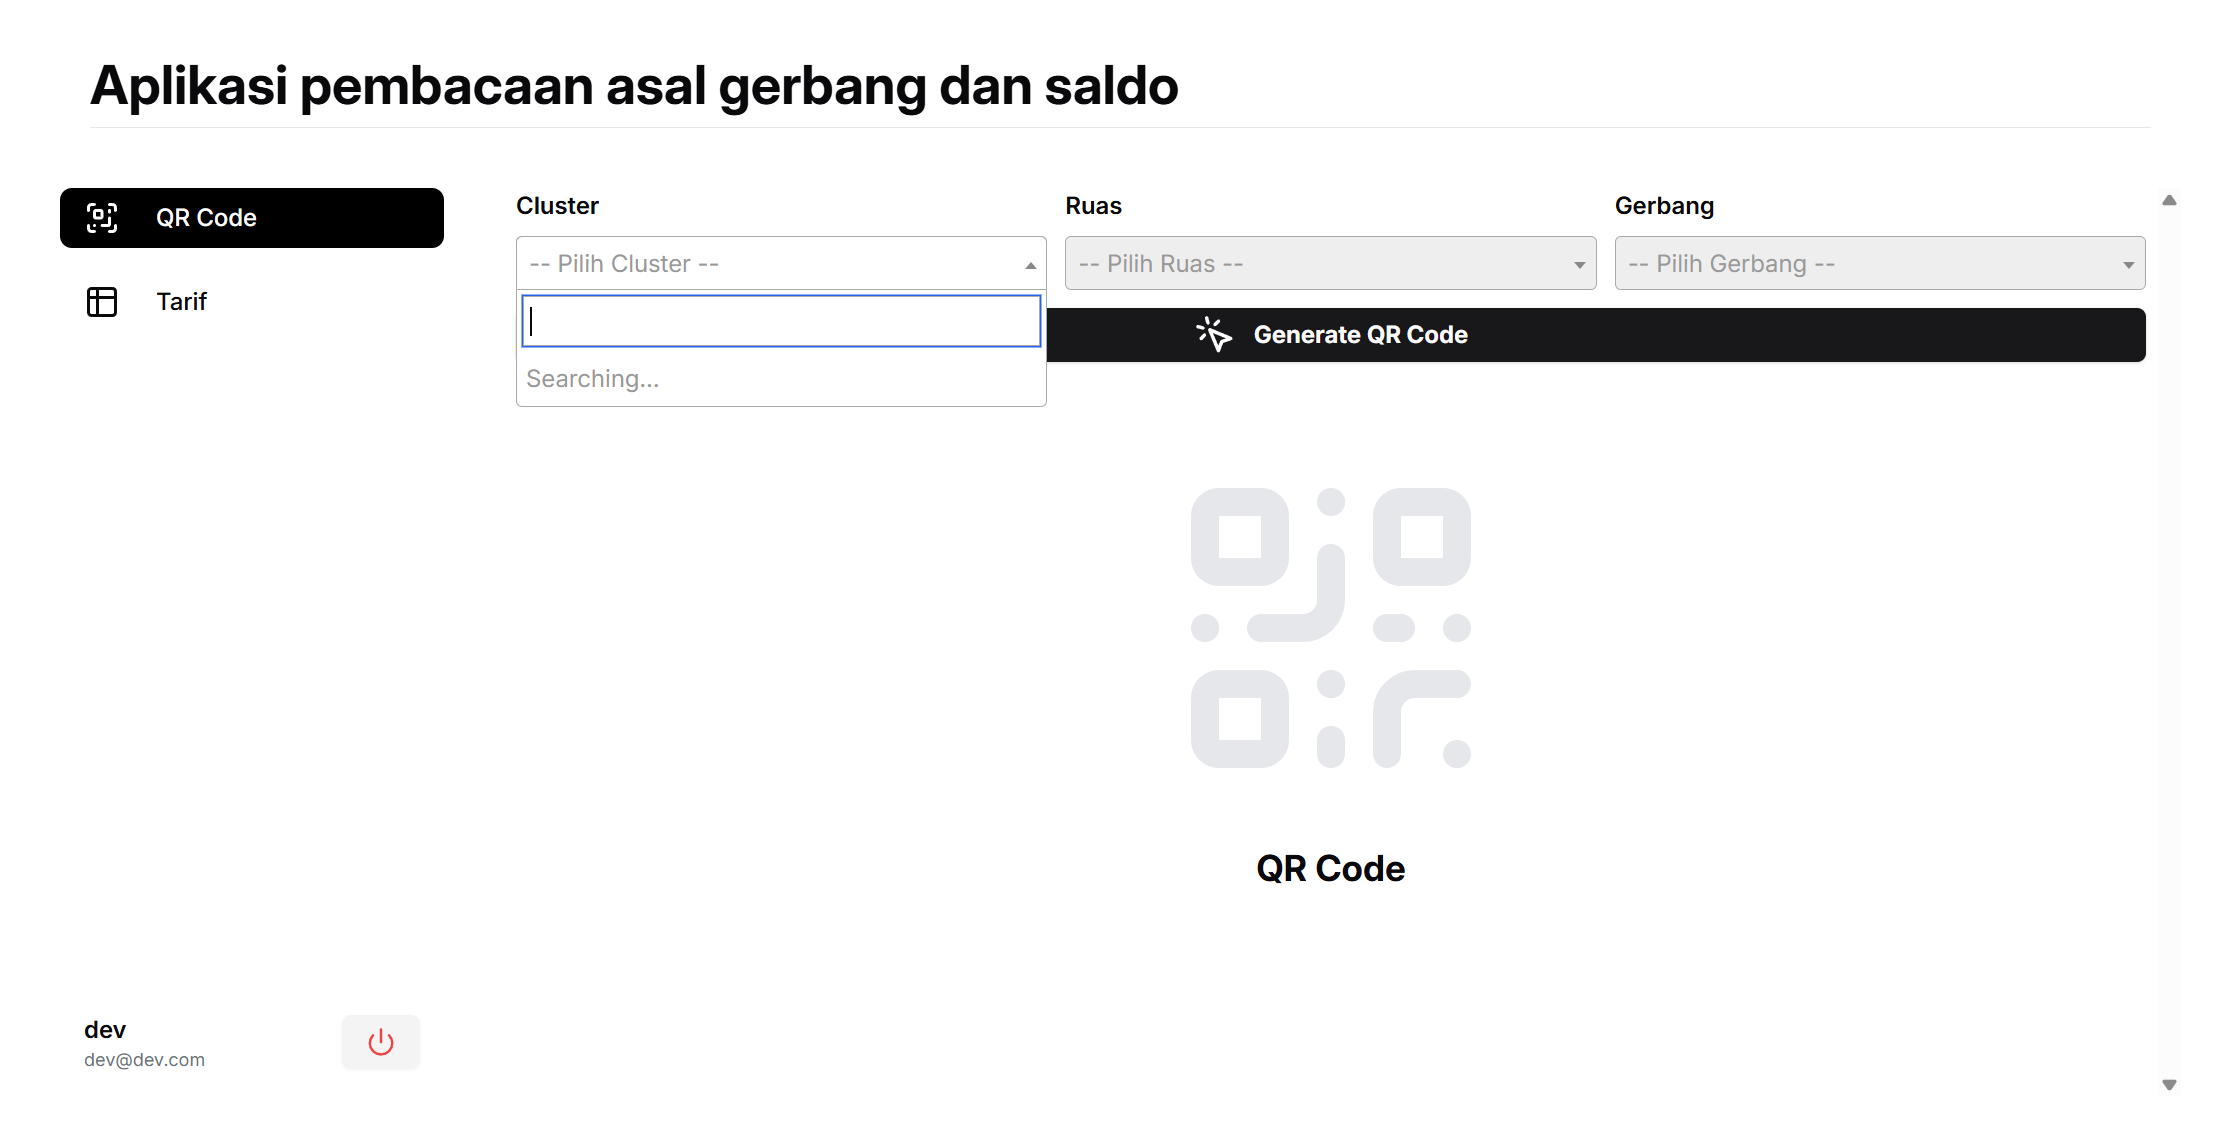 Aplikasi pembacaan asal gerbang dan saldo
QR Code
Tarif
Cluster
Ruas
Gerbang
-- Pilih Cluster --
-- Pilih Ruas --
-- Pilih Gerbang --
Searching...
Generate QR Code
QR Code
dev
dev@dev.com